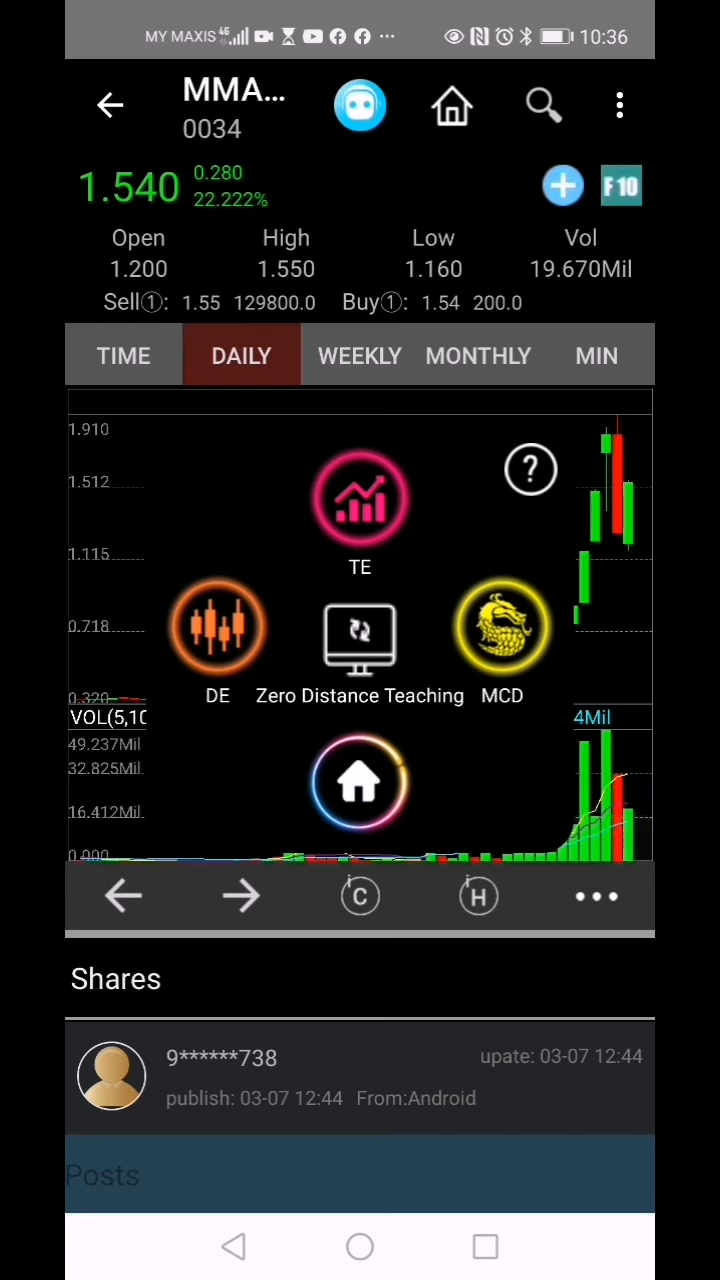 MY MAXIS 4G 10:36
MMA...
0034
1.540 0.280
22.222%
F10
Open High Low Vol
1.200 1.550 1.160 19.670Mil
Sell①: 1.55 129800.0 Buy①: 1.54 200.0
TIME DAILY WEEKLY MONTHLY MIN
1.910
?
1.512
1.115
TE
0.718
DE Zero Distance Teaching MCD
0.320
VOL(5,10 4Mil
49.237Mil
32.825Mil
16.412Mil
0.000
iC iH
Shares
9******738 upate: 03-07 12:44
publish: 03-07 12:44 From:Android
Posts